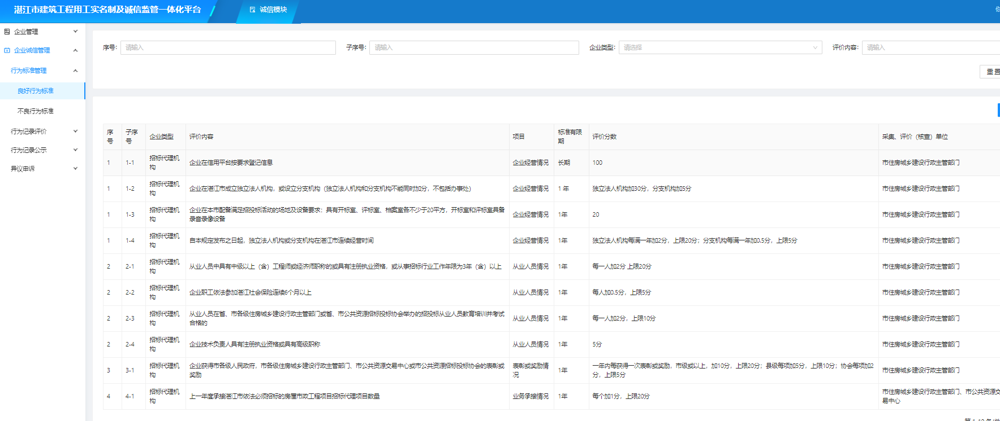 湛江市建筑工程用工实名制及诚信监管一体化平台
诚信模块
企业管理
企业诚信管理
行为标准管理
良好行为标准
不良行为标准
行为记录评价
行为记录公示
异议申诉
序号: 请输入 子序号: 请输入 企业类型: 请选择 评价内容: 请输入
重置
序号 子序号 企业类型 评价内容 项目 标准有限期 评价分数 采集、评价（核查）单位
1 1-1 招标代理机构 企业在信用平台按要求登记信息 企业经营情况 长期 100 市住房城乡建设行政主管部门
1 1-2 招标代理机构 企业在湛江市成立独立法人机构，或设立分支机构（独立法人机构和分支机构不能同时加分，不包括办事处） 企业经营情况 1 年 独立法人机构加30分，分支机构加5分 市住房城乡建设行政主管部门
1 1-3 招标代理机构 企业在本市配备满足招投标活动的场地及设备要求：具有开标室、评标室、档案室各不少于20平方，开标室和评标室具备录音录像设备 企业经营情况 1年 20 市住房城乡建设行政主管部门
1 1-4 招标代理机构 自本规定发布之日起，独立法人机构或分支机构在湛江市连续经营时间 企业经营情况 1年 独立法人机构每满一年加2分，上限20分；分支机构每满一年加0.5分，上限5分 市住房城乡建设行政主管部门
2 2-1 招标代理机构 从业人员中具有中级以上（含）工程师或经济师职称的或具有注册执业资格，或从事招标行业工作年限为3年（含）以上 从业人员情况 1年 每一人加2分 上限20分 市住房城乡建设行政主管部门
2 2-2 招标代理机构 企业职工依法参加湛江社会保险连续6个月以上 从业人员情况 1年 每人加0.5分，上限5分 市住房城乡建设行政主管部门
2 2-3 招标代理机构 从业人员在省、市各级住房城乡建设行政主管部门或省、市公共资源招标投标协会举办的招投标从业人员教育培训并考试合格的 从业人员情况 1年 每一人加2分，上限10分 市住房城乡建设行政主管部门
2 2-4 招标代理机构 企业技术负责人具有注册执业资格或具有高级职称 从业人员情况 1年 5分 市住房城乡建设行政主管部门
3 3-1 招标代理机构 企业获得市各级人民政府，市各级住房城乡建设行政主管部门、市公共资源交易中心或市公共资源招标投标协会的表彰或奖励 表彰或奖励情况 1年 一年内每获得一次表彰或奖励，市级或以上，加10分，上限20分；县级每项加5分，上限10分；协会每项加2分，上限5分 市住房城乡建设行政主管部门
4 4-1 招标代理机构 上一年度承接湛江市依法必须招标的房屋市政工程项目招标代理项目数量 业务承接情况 1年 每个加1分，上限20分 市住房城乡建设行政主管部门、市公共资源交易中心